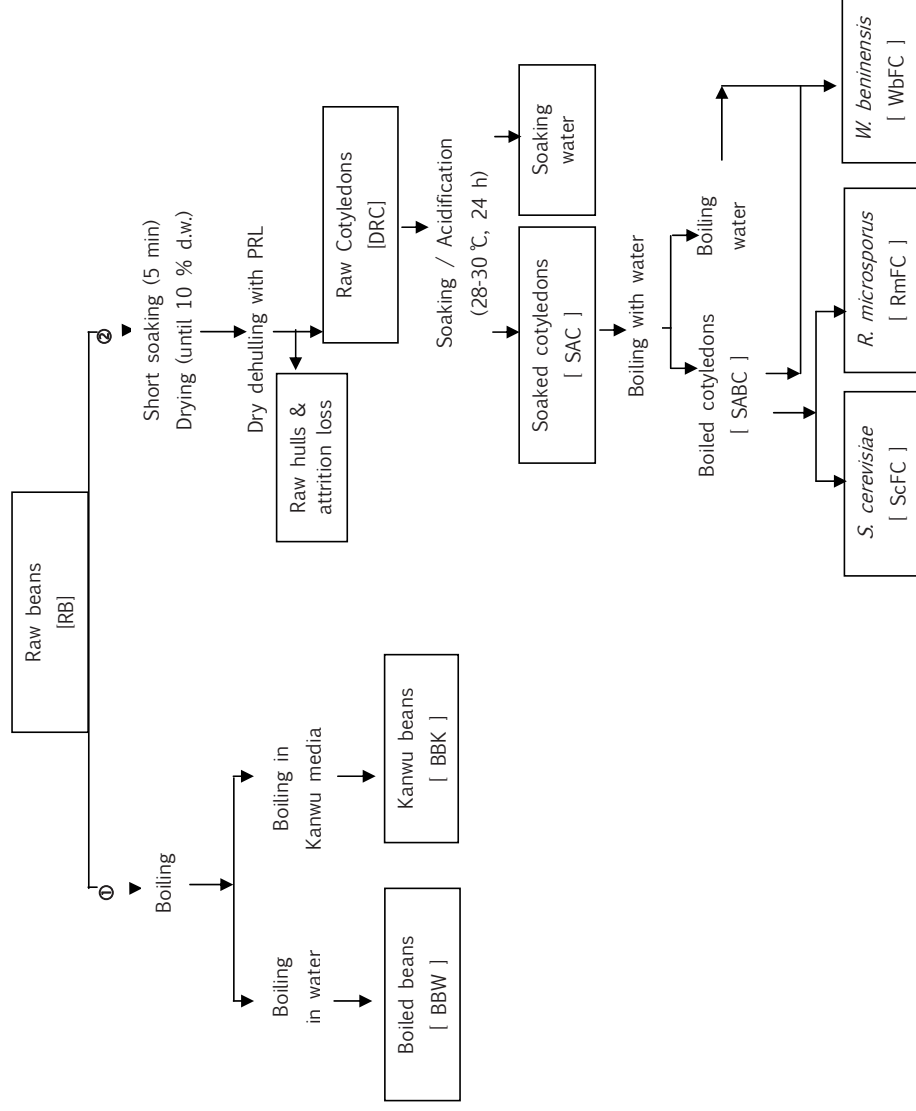 Raw beans
[RB]
①
Boiling
Boiling
in water
Boiled beans
[ BBW ]
Boiling in
Kanwu media
Kanwu beans
[ BBK ]
②
Short soaking (5 min)
Drying (until 10 % d.w.)
Dry dehulling with PRL
Raw hulls &
attrition loss
Raw Cotyledons
[DRC]
Soaking / Acidification
(28-30 ℃, 24 h)
Soaked cotyledons
[ SAC ]
Soaking
water
Boiling with water
Boiled cotyledons
[ SABC ]
Boiling
water
S. cerevisiae
[ ScFC ]
R. microsporus
[ RmFC ]
W. beninensis
[ WbFC ]